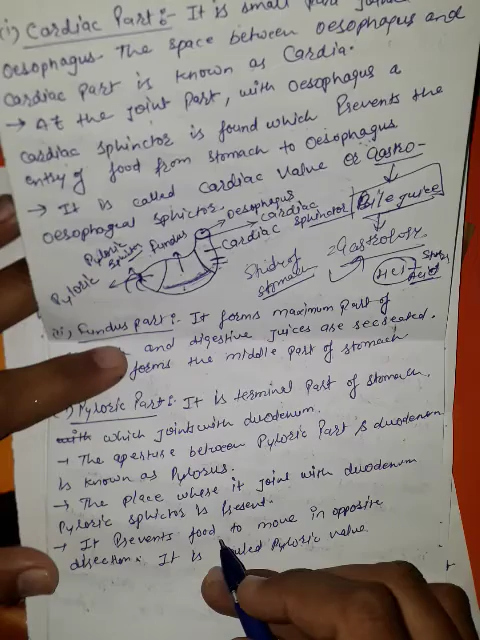 (i) Cardiac Part:- It is small part joined
Oesophagus. The space between oesophagus and
Cardiac Part is known as Cardia.
→ At the joint Part, with Oesophagus a
cardiac sphinctor is found which Prevents the
entry of food from stomach to Oesophagus
→ It is called Cardiac Value or Gastro-
Oesophageal sphictor.
Oesophagus
Cardiac
Cardiac sphinctor
Bile juice
Fundus
Pyloric
Pyloric
Study of
stomach
Gastrology
HCl
Acid
Fundus part:- It forms maximum part of
and digestive juices are secreated.
forms the middle part of stomach
Pyloric Part:- It is terminal part of stomach.
with which joints with duodenum.
→ The aperture between Pyloric Part & duodenum
is known as Pylorus.
→ The place where it joint with duodenum
Pyloric sphictor is Present.
→ It Prevents food to move in opposite
direction. It is Pyloric value